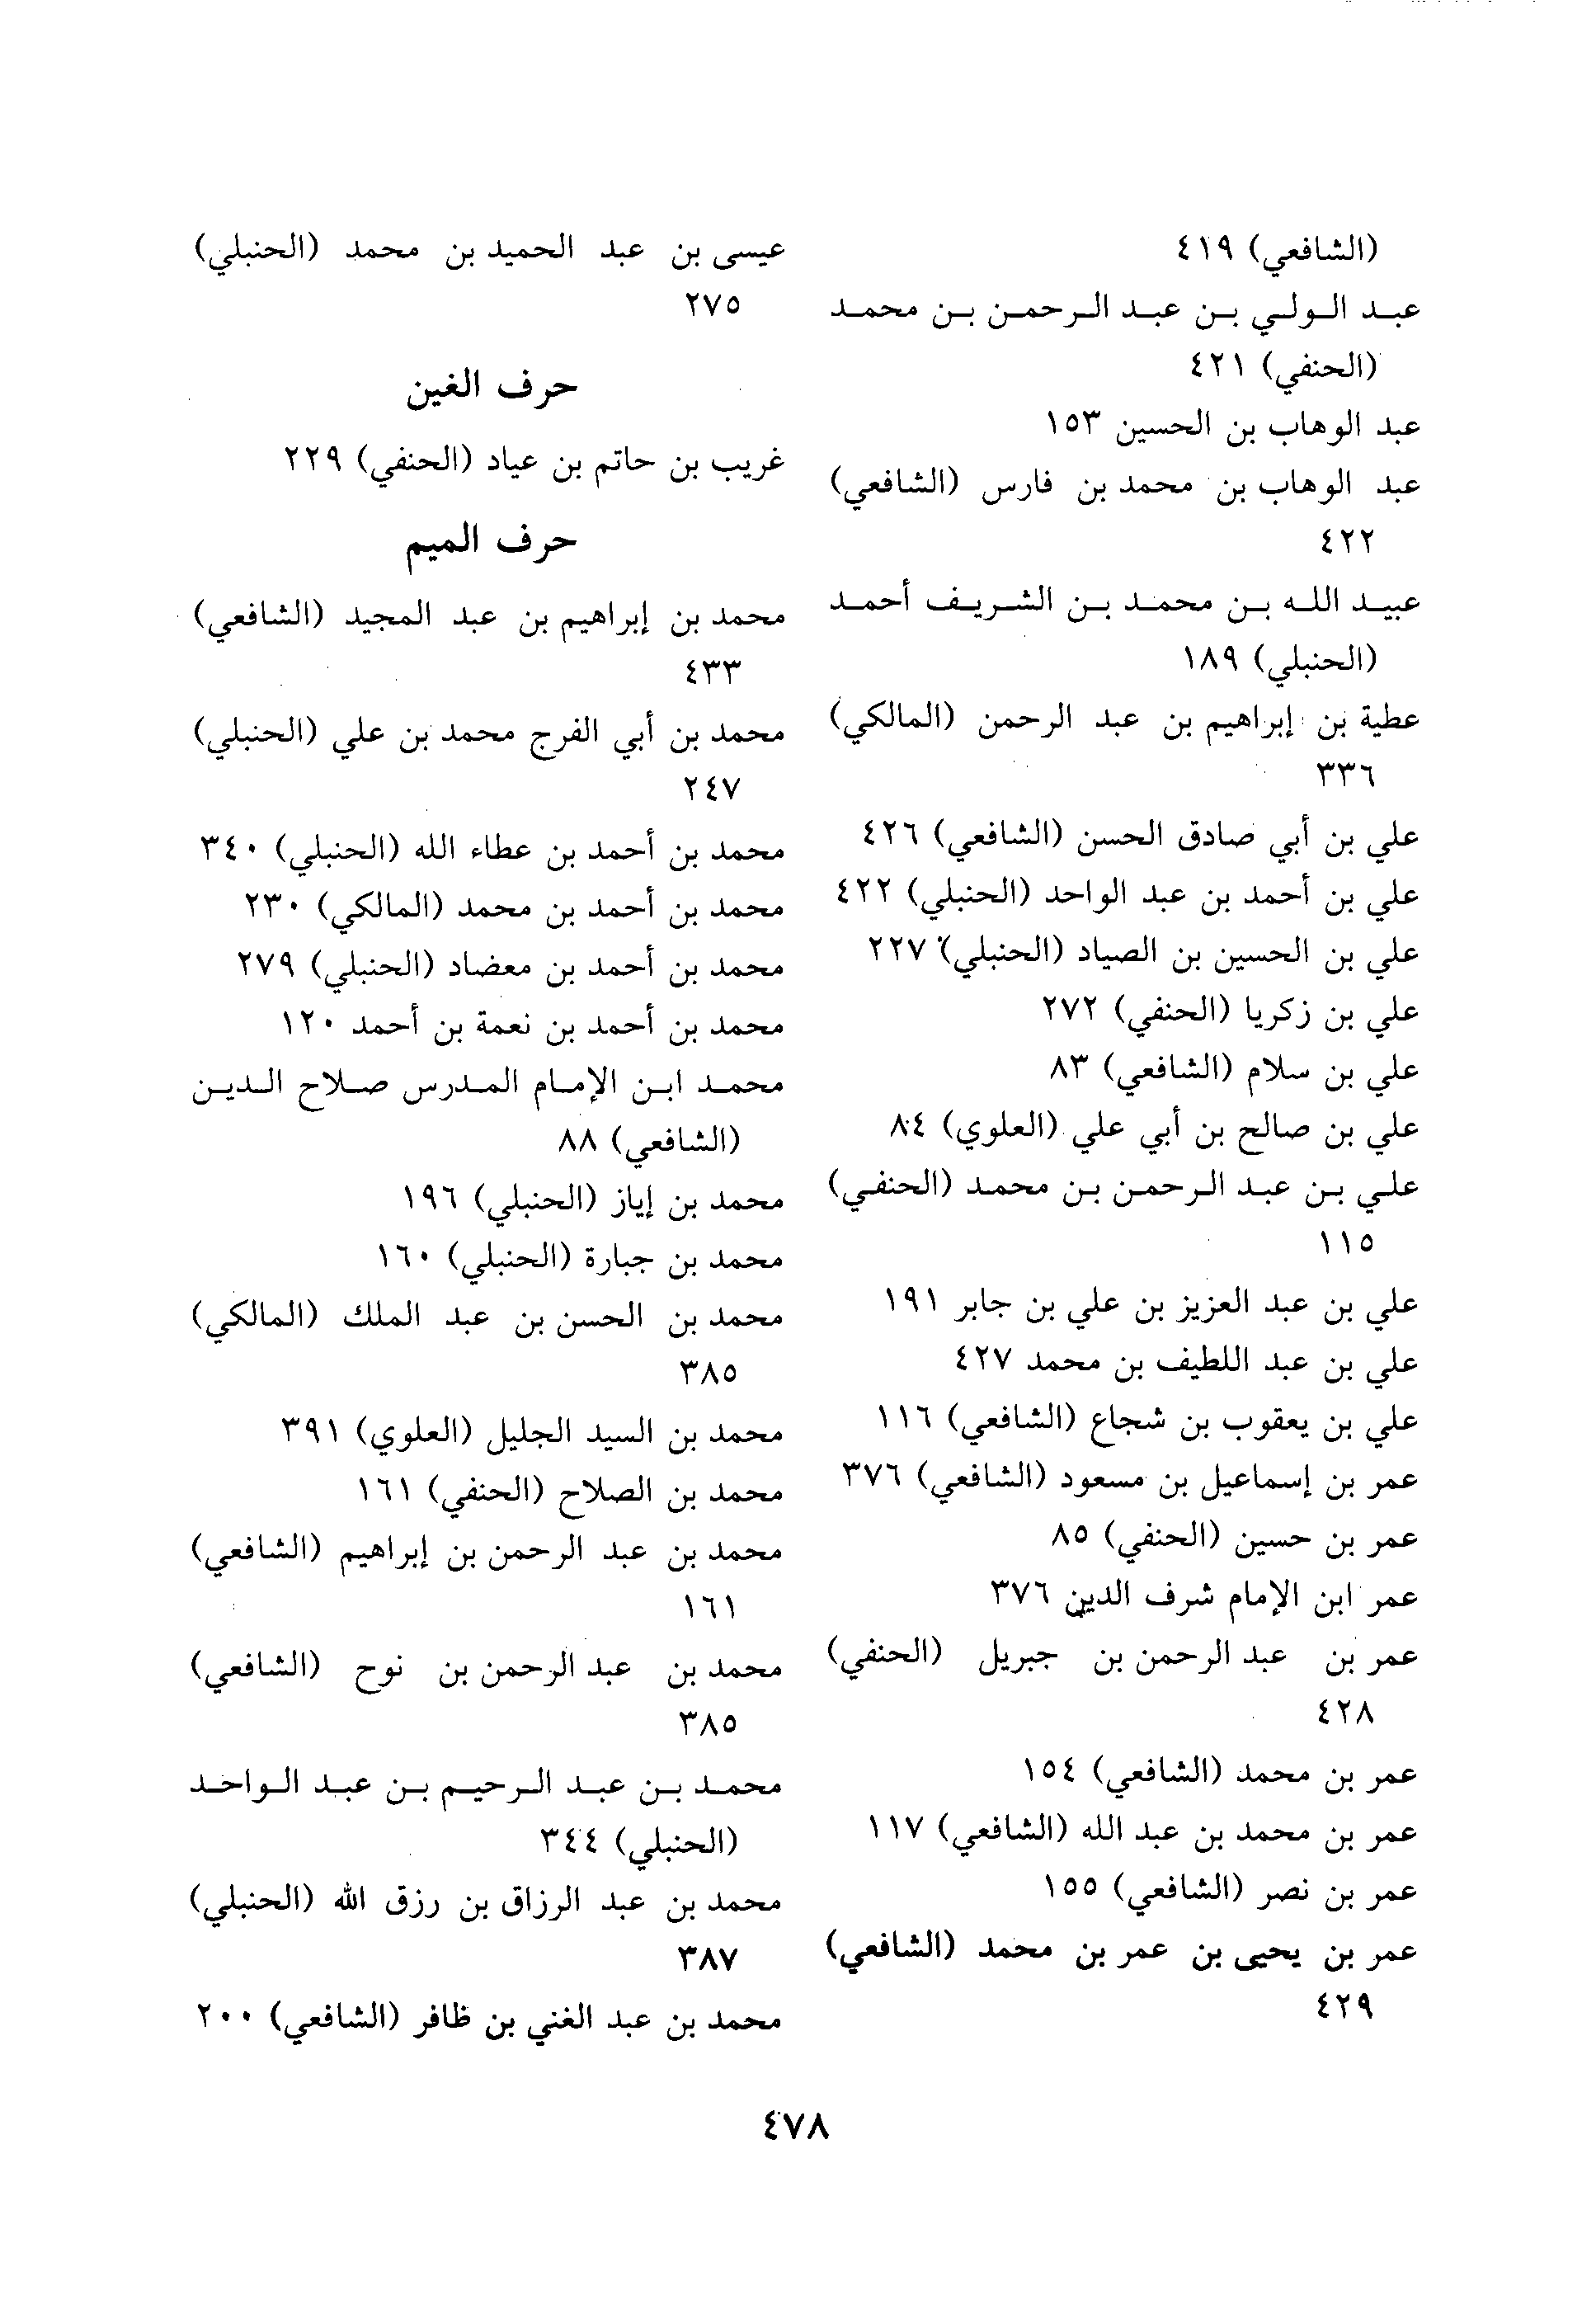 (الشافعي) ٤١٩
عبد الولي بن عبد الرحمن بن محمد
(الحنفي) ٤٢١
عبد الوهاب بن الحسين ١٥٣
عبد الوهاب بن محمد بن فارس (الشافعي)
٤٢٢
عبيد الله بن محمد بن الشريف أحمد
(الحنبلي) ١٨٩
عطية بن إبراهيم بن عبد الرحمن (المالكي)
٣٣٦
علي بن أبي صادق الحسن (الشافعي) ٤٢٦
علي بن أحمد بن عبد الواحد (الحنبلي) ٤٢٢
علي بن الحسين بن الصياد (الحنبلي) ٢٢٧
علي بن زكريا (الحنفي) ٢٧٢
علي بن سلام (الشافعي) ٨٣
علي بن صالح بن أبي علي (العلوي) ٨٤
علي بن عبد الرحمن بن محمد (الحنفي)
١١٥
علي بن عبد العزيز بن علي بن جابر ١٩١
علي بن عبد اللطيف بن محمد ٤٢٧
علي بن يعقوب بن شجاع (الشافعي) ١١٦
عمر بن إسماعيل بن مسعود (الشافعي) ٣٧٦
عمر بن حسين (الحنفي) ٨٥
عمر ابن الإمام شرف الدين ٣٧٦
عمر بن عبد الرحمن بن جبريل (الحنفي)
٤٢٨
عمر بن محمد (الشافعي) ١٥٤
عمر بن محمد بن عبد الله (الشافعي) ١١٧
عمر بن نصر (الشافعي) ١٥٥
عمر بن يحيى بن عمر بن محمد (الشافعي)
٤٢٩
عيسى بن عبد الحميد بن محمد (الحنبلي)
٢٧٥
حرف الغين
غريب بن حاتم بن عياد (الحنفي) ٢٢٩
حرف الميم
محمد بن إبراهيم بن عبد المجيد (الشافعي)
٤٣٣
محمد بن أبي الفرج محمد بن علي (الحنبلي)
٢٤٧
محمد بن أحمد بن عطاء الله (الحنبلي) ٣٤٠
محمد بن أحمد بن محمد (المالكي) ٢٣٠
محمد بن أحمد بن معضاد (الحنبلي) ٢٧٩
محمد بن أحمد بن نعمة بن أحمد ١٢٠
محمد ابن الإمام المدرس صلاح الدين
(الشافعي) ٨٨
محمد بن إياز (الحنبلي) ١٩٦
محمد بن جبارة (الحنبلي) ١٦٠
محمد بن الحسن بن عبد الملك (المالكي)
٣٨٥
محمد بن السيد الجليل (العلوي) ٣٩١
محمد بن الصلاح (الحنفي) ١٦١
محمد بن عبد الرحمن بن إبراهيم (الشافعي)
١٦١
محمد بن عبد الرحمن بن نوح (الشافعي)
٣٨٥
محمد بن عبد الرحيم بن عبد الواحد
(الحنبلي) ٣٤٤
محمد بن عبد الرزاق بن رزق الله (الحنبلي)
٣٨٧
محمد بن عبد الغني بن ظافر (الشافعي) ٢٠٠
٤٧٨